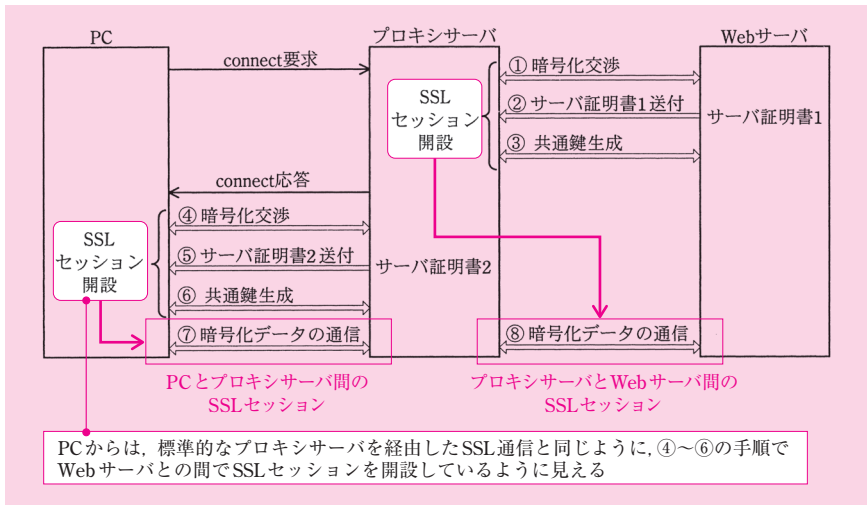 PC
プロキシサーバ
Webサーバ
connect要求
① 暗号化交渉
SSL
セッション
開設
② サーバ証明書1送付
サーバ証明書1
③ 共通鍵生成
connect応答
④ 暗号化交渉
SSL
セッション
開設
⑤ サーバ証明書2送付
サーバ証明書2
⑥ 共通鍵生成
⑦ 暗号化データの通信
⑧ 暗号化データの通信
PCとプロキシサーバ間の
SSLセッション
プロキシサーバとWebサーバ間の
SSLセッション
PCからは，標準的なプロキシサーバを経由したSSL通信と同じように，④～⑥の手順で
Webサーバとの間でSSLセッションを開設しているように見える